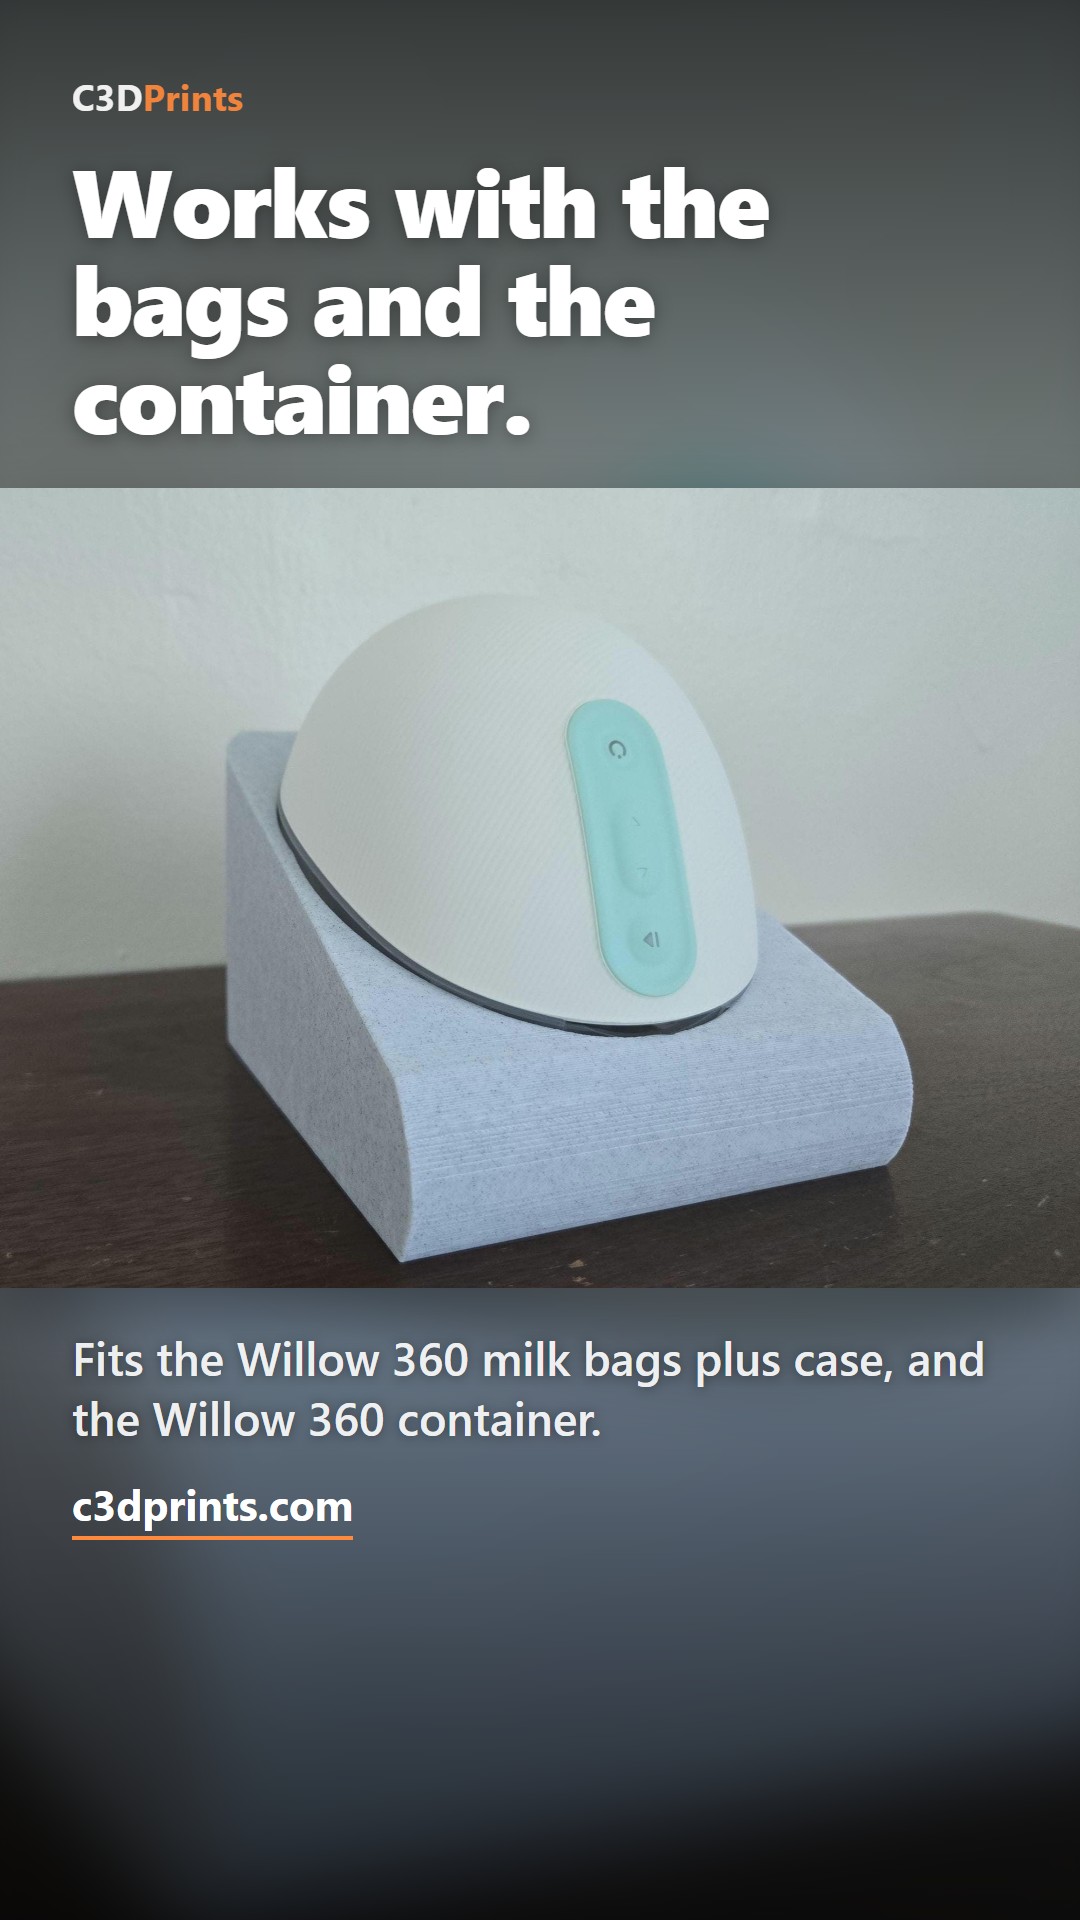 C3DPrints
Works with the
bags and the
container.
Fits the Willow 360 milk bags plus case, and
the Willow 360 container.
c3dprints.com